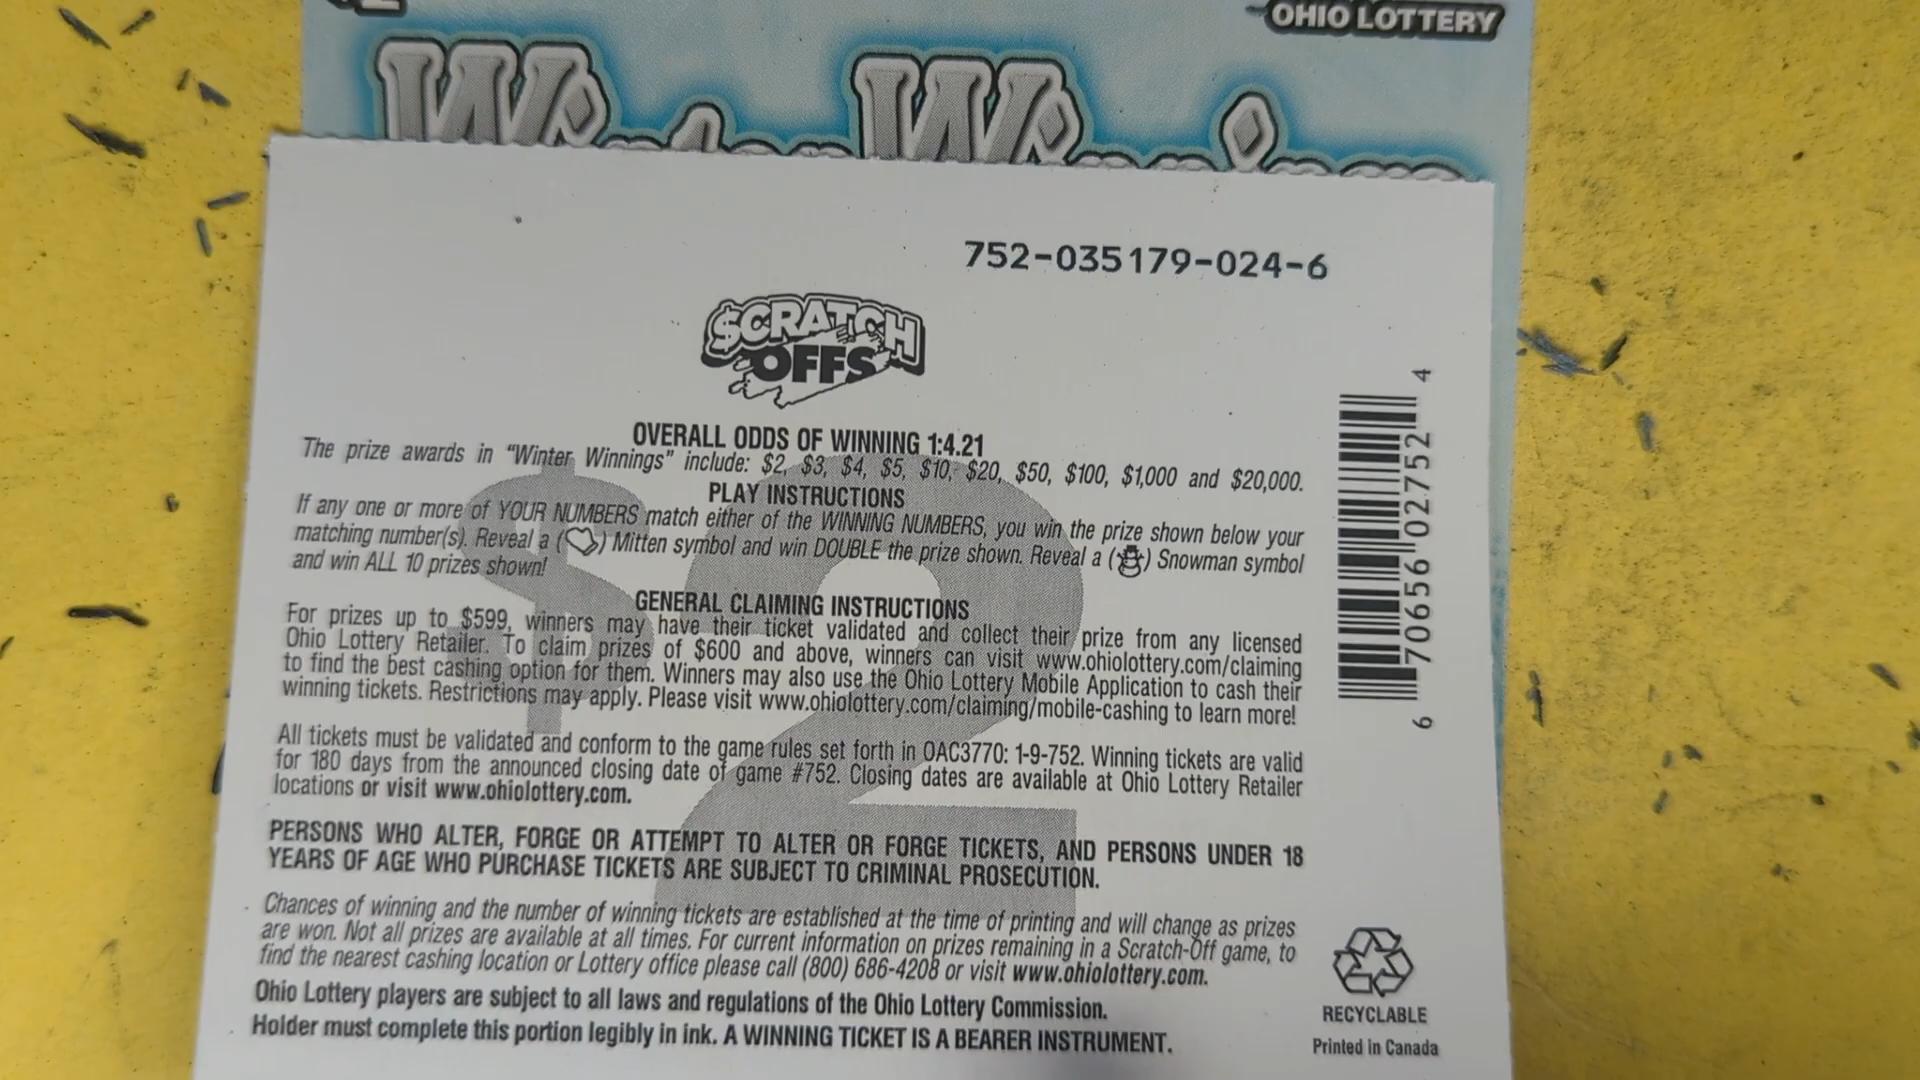 OHIO LOTTERY
Winter Winnings
752-035179-024-6
$CRATCH
OFFS
OVERALL ODDS OF WINNING 1:4.21
The prize awards in “Winter Winnings” include: $2, $3, $4, $5, $10, $20, $50, $100, $1,000 and $20,000.
PLAY INSTRUCTIONS
If any one or more of YOUR NUMBERS match either of the WINNING NUMBERS, you win the prize shown below your
matching number(s). Reveal a ( ) Mitten symbol and win DOUBLE the prize shown. Reveal a ( ) Snowman symbol
and win ALL 10 prizes shown!
GENERAL CLAIMING INSTRUCTIONS
For prizes up to $599, winners may have their ticket validated and collect their prize from any licensed
Ohio Lottery Retailer. To claim prizes of $600 and above, winners can visit www.ohiolottery.com/claiming
to find the best cashing option for them. Winners may also use the Ohio Lottery Mobile Application to cash their
winning tickets. Restrictions may apply. Please visit www.ohiolottery.com/claiming/mobile-cashing to learn more!
All tickets must be validated and conform to the game rules set forth in OAC3770: 1-9-752. Winning tickets are valid
for 180 days from the announced closing date of game #752. Closing dates are available at Ohio Lottery Retailer
locations or visit www.ohiolottery.com.
PERSONS WHO ALTER, FORGE OR ATTEMPT TO ALTER OR FORGE TICKETS, AND PERSONS UNDER 18
YEARS OF AGE WHO PURCHASE TICKETS ARE SUBJECT TO CRIMINAL PROSECUTION.
Chances of winning and the number of winning tickets are established at the time of printing and will change as prizes
are won. Not all prizes are available at all times. For current information on prizes remaining in a Scratch-Off game, to
find the nearest cashing location or Lottery office please call (800) 686-4208 or visit www.ohiolottery.com.
Ohio Lottery players are subject to all laws and regulations of the Ohio Lottery Commission.
Holder must complete this portion legibly in ink. A WINNING TICKET IS A BEARER INSTRUMENT.
$2
6 70656 02752 4
RECYCLABLE
Printed in Canada